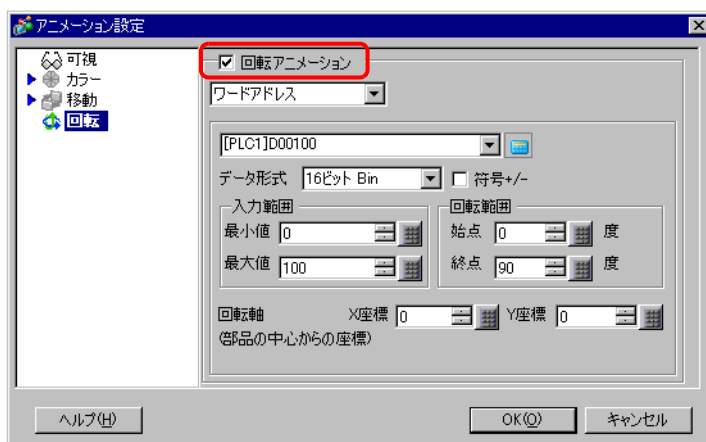 アニメーション設定
可視
カラー
移動
回転
回転アニメーション
ワードアドレス
[PLC1]D00100
データ形式 16ビット Bin 符号+/-
入力範囲 回転範囲
最小値 0 始点 0 度
最大値 100 終点 90 度
回転軸 X座標 0 Y座標 0
(部品の中心からの座標)
ヘルプ(H) OK(O) キャンセル